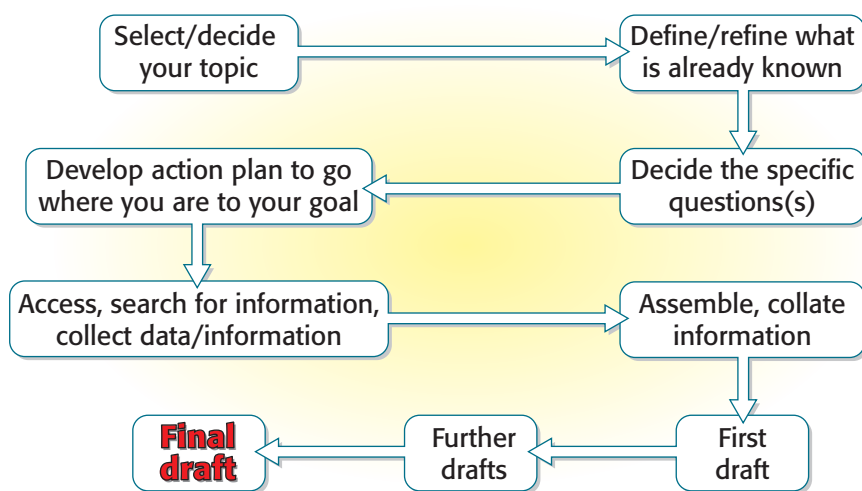 Select/decide
your topic
Define/refine what
is already known
Decide the specific
questions(s)
Develop action plan to go
where you are to your goal
Access, search for information,
collect data/information
Assemble, collate
information
First
draft
Further
drafts
Final
draft